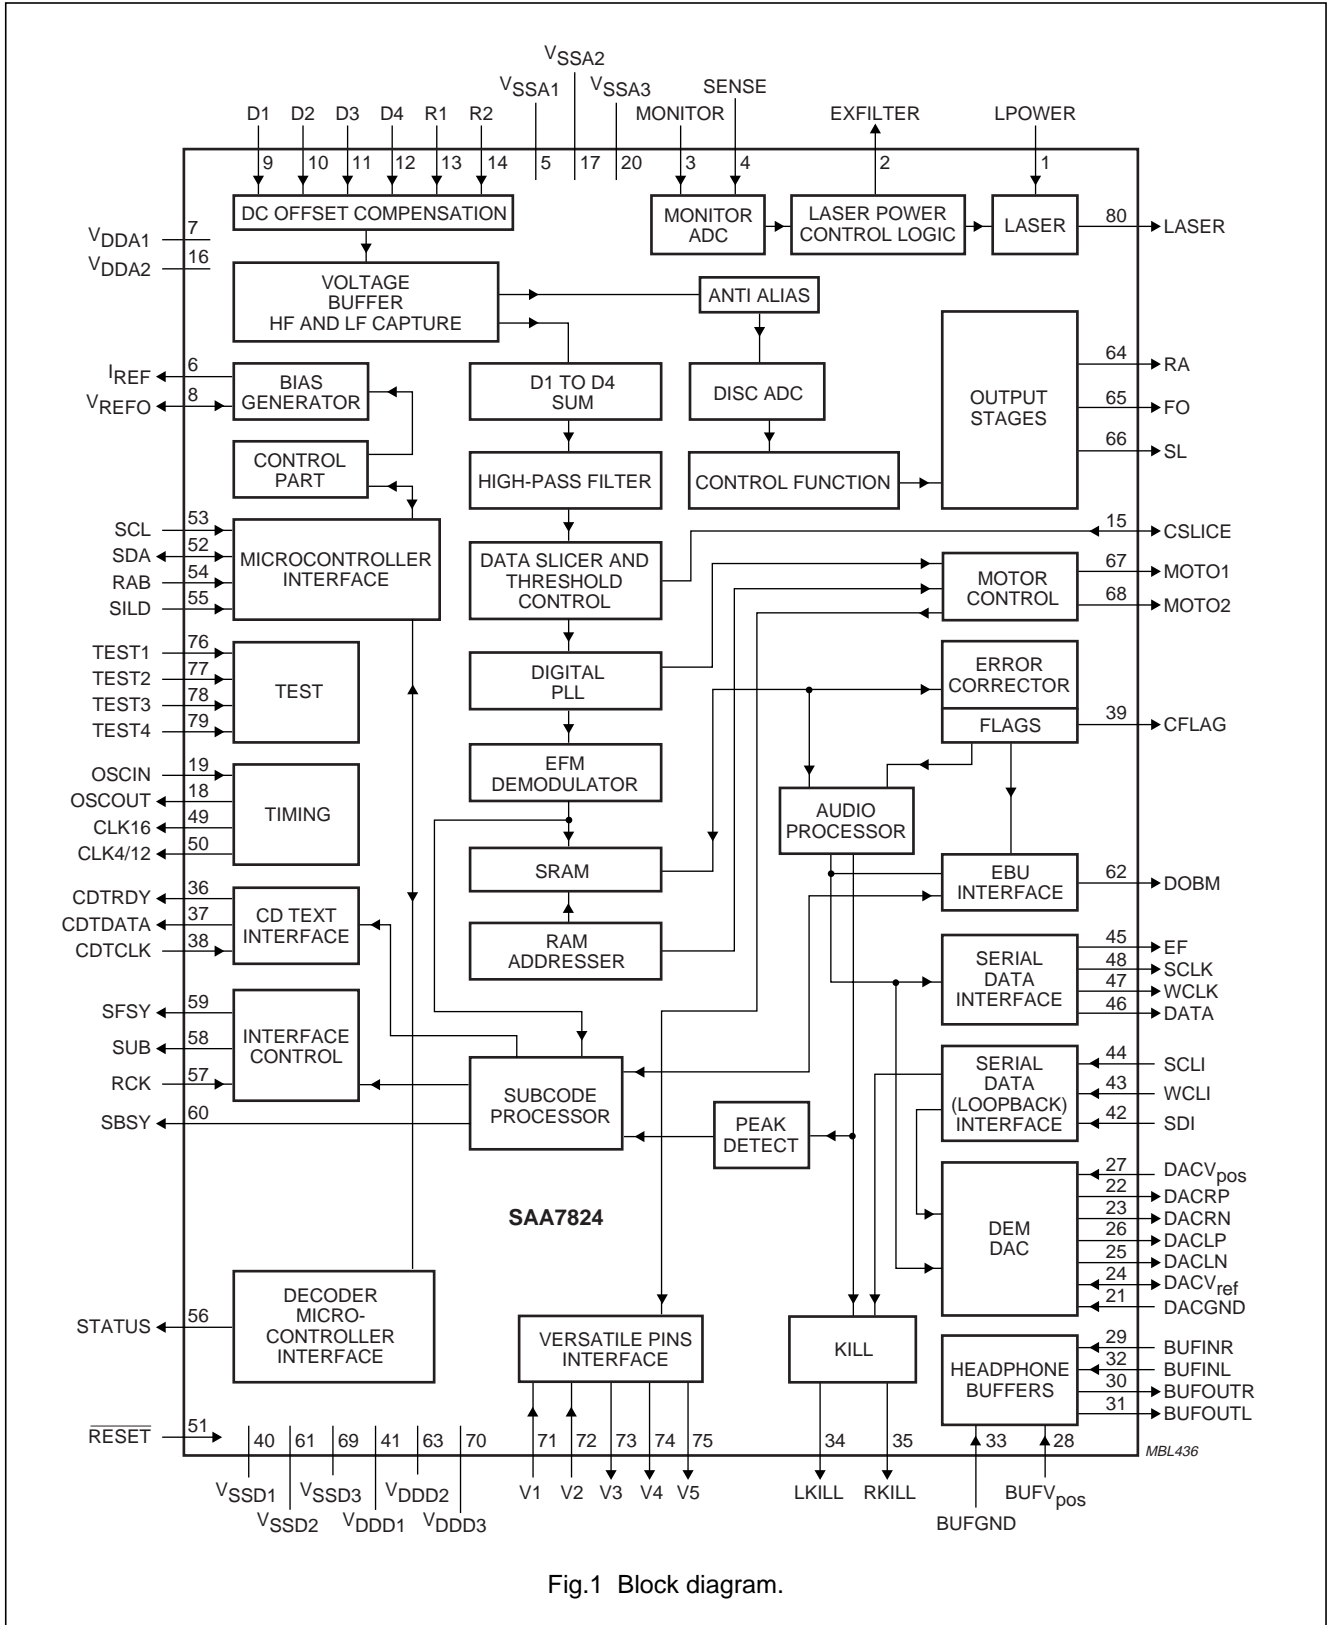 VSSA2
VSSA1
VSSA3
SENSE
D1 D2 D3 D4 R1 R2
MONITOR
EXFILTER
LPOWER
9 10 11 12 13 14 5 17 20 3 4 2 1
DC OFFSET COMPENSATION
MONITOR
ADC
LASER POWER
CONTROL LOGIC
LASER
80
LASER
7
VDDA1
16
VDDA2
VOLTAGE
BUFFER
HF AND LF CAPTURE
ANTI ALIAS
6
IREF
8
VREFO
BIAS
GENERATOR
D1 TO D4
SUM
DISC ADC
OUTPUT
STAGES
64
RA
65
FO
66
SL
CONTROL
PART
HIGH-PASS FILTER
CONTROL FUNCTION
53
SCL
52
SDA
54
RAB
55
SILD
MICROCONTROLLER
INTERFACE
DATA SLICER AND
THRESHOLD
CONTROL
15
CSLICE
MOTOR
CONTROL
67
MOTO1
68
MOTO2
76
TEST1
77
TEST2
78
TEST3
79
TEST4
TEST
DIGITAL
PLL
ERROR
CORRECTOR
FLAGS
39
CFLAG
EFM
DEMODULATOR
19
OSCIN
18
OSCOUT
49
CLK16
50
CLK4/12
TIMING
AUDIO
PROCESSOR
SRAM
EBU
INTERFACE
62
DOBM
36
CDTRDY
37
CDTDATA
38
CDTCLK
CD TEXT
INTERFACE
RAM
ADDRESSER
SERIAL
DATA
INTERFACE
45
EF
48
SCLK
47
WCLK
46
DATA
59
SFSY
58
SUB
57
RCK
60
SBSY
INTERFACE
CONTROL
SUBCODE
PROCESSOR
PEAK
DETECT
SERIAL
DATA
(LOOPBACK)
INTERFACE
44
SCLI
43
WCLI
42
SDI
SAA7824
DEM
DAC
27
DACVpos
22
DACRP
23
DACRN
26
DACLP
25
DACLN
24
DACVref
21
DACGND
56
STATUS
DECODER
MICRO-
CONTROLLER
INTERFACE
VERSATILE PINS
INTERFACE
KILL
HEADPHONE
BUFFERS
29
BUFINR
32
BUFINL
30
BUFOUTR
31
BUFOUTL
51
RESET
40 61 69 41 63 70 71 72 73 74 75 34 35 33 28
MBL436
VSSD1
VSSD3
VDDD2
V1 V2 V3 V4 V5
LKILL RKILL
BUFVpos
VSSD2
VDDD1
VDDD3
BUFGND
Fig.1 Block diagram.